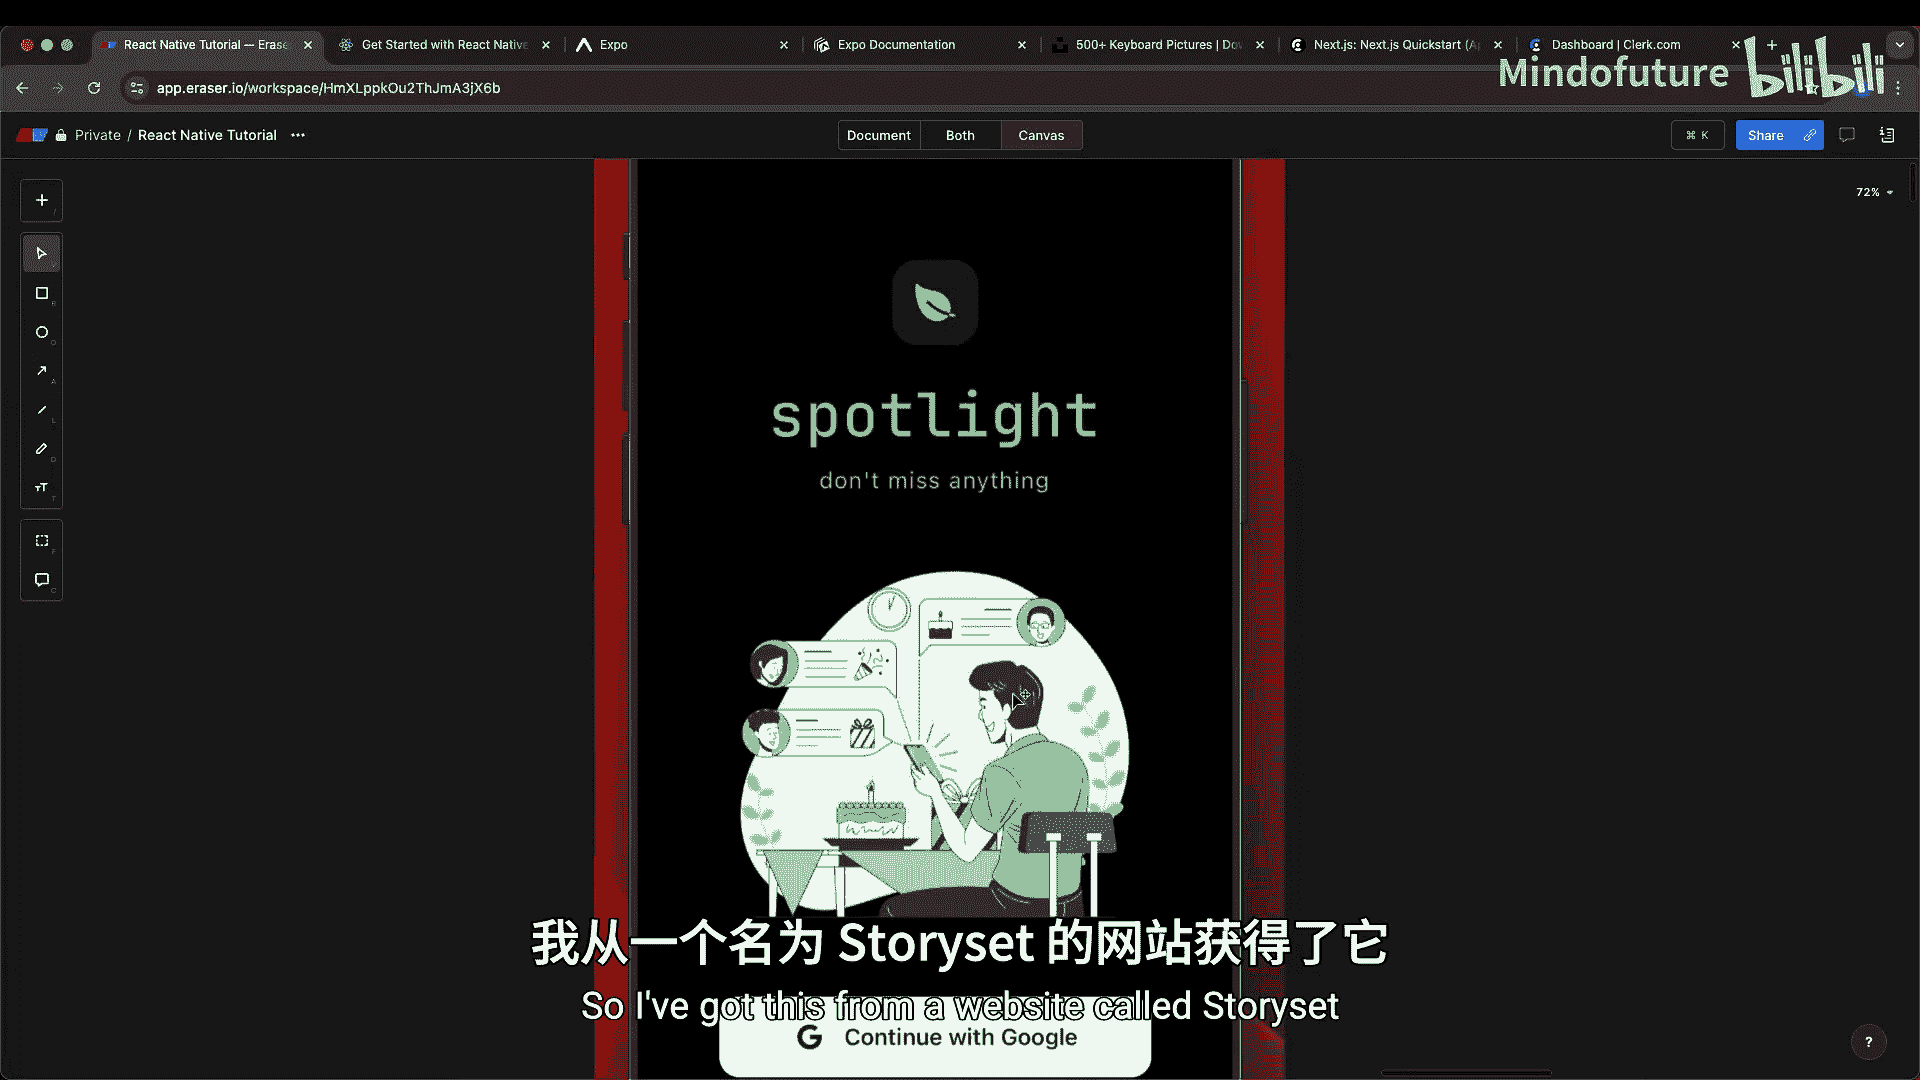 React Native Tutorial — Erase
Get Started with React Native
Expo
Expo Documentation
500+ Keyboard Pictures | Do
Next.js: Next.js Quickstart (A
Dashboard | Clerk.com
app.eraser.io/workspace/HmXLppkOu2ThJmA3jX6b
Mindofuture bilibili
Private / React Native Tutorial
Document
Both
Canvas
⌘ K
Share
72%
spotlight
don't miss anything
我从一个名为 Storyset 的网站获得了它
So I've got this from a website called Storyset
G Continue with Google
?